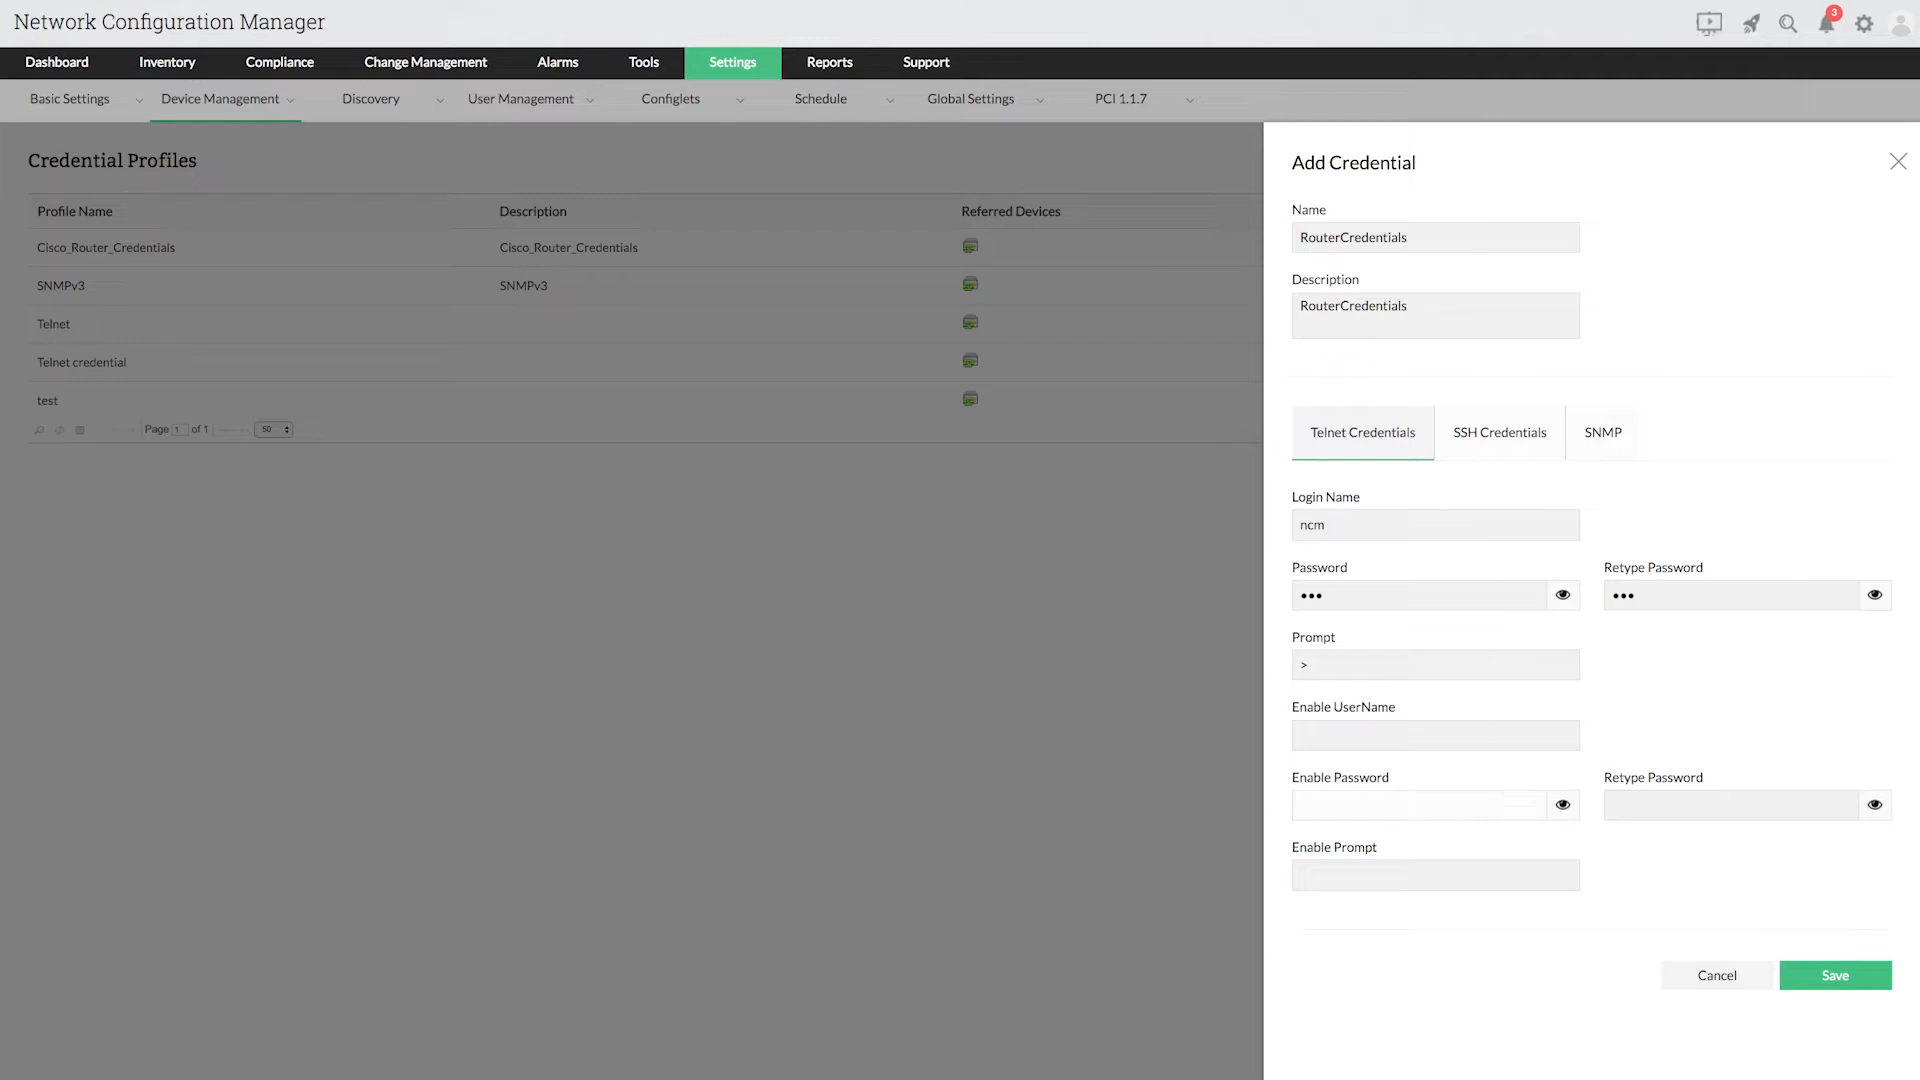 Network Configuration Manager
3
Dashboard Inventory Compliance Change Management Alarms Tools Settings Reports Support
Basic Settings Device Management Discovery User Management Configlets Schedule Global Settings PCI 1.1.7
Credential Profiles
Profile Name Description Referred Devices
Cisco_Router_Credentials Cisco_Router_Credentials
SNMPv3 SNMPv3
Telnet
Telnet credential
test
Page 1 of 1 50
Add Credential
Name
RouterCredentials
Description
RouterCredentials
Telnet Credentials SSH Credentials SNMP
Login Name
ncm
Password Retype Password
••• •••
Prompt
>
Enable UserName
Enable Password Retype Password
Enable Prompt
Cancel Save